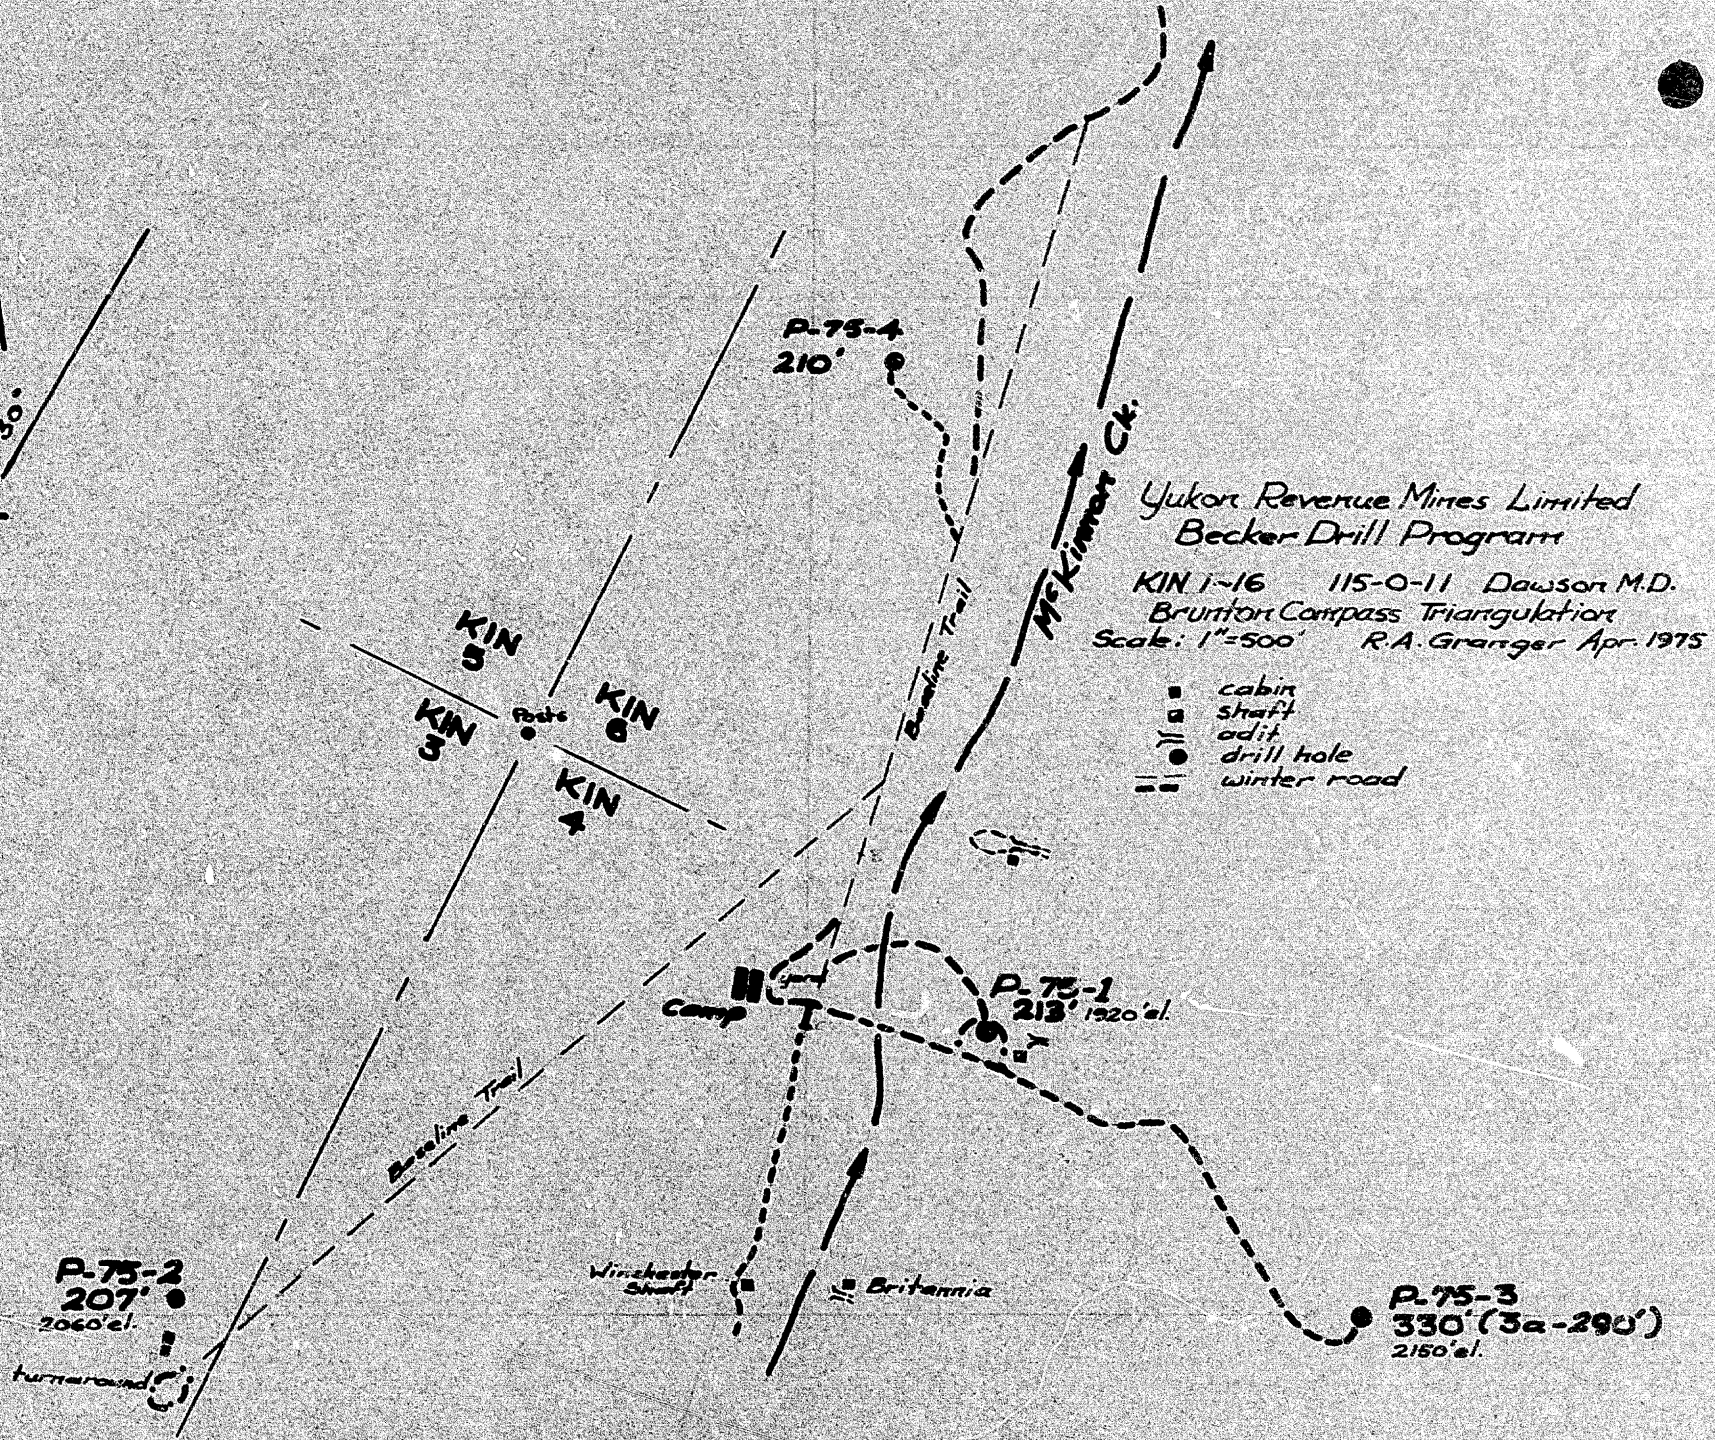 30°
P-75-4
210'
McKinnon Ck.
Yukon Revenue Mines Limited
Becker Drill Program
KIN 1~16 115-O-11 Dawson M.D.
Brunton Compass Triangulation
Scale: 1"=500' R.A. Granger Apr. 1975
cabin
shaft
adit
drill hole
winter road
Baseline Trail
KIN
5
KIN
3
Posts
KIN
6
KIN
4
Camp
yard
P-75-1
213' 1920'el.
Baseline Trail
P-75-2
207'
2060'el.
turnaround
Winchester
Shaft
Britannia
P-75-3
330' (3a-290')
2150'el.